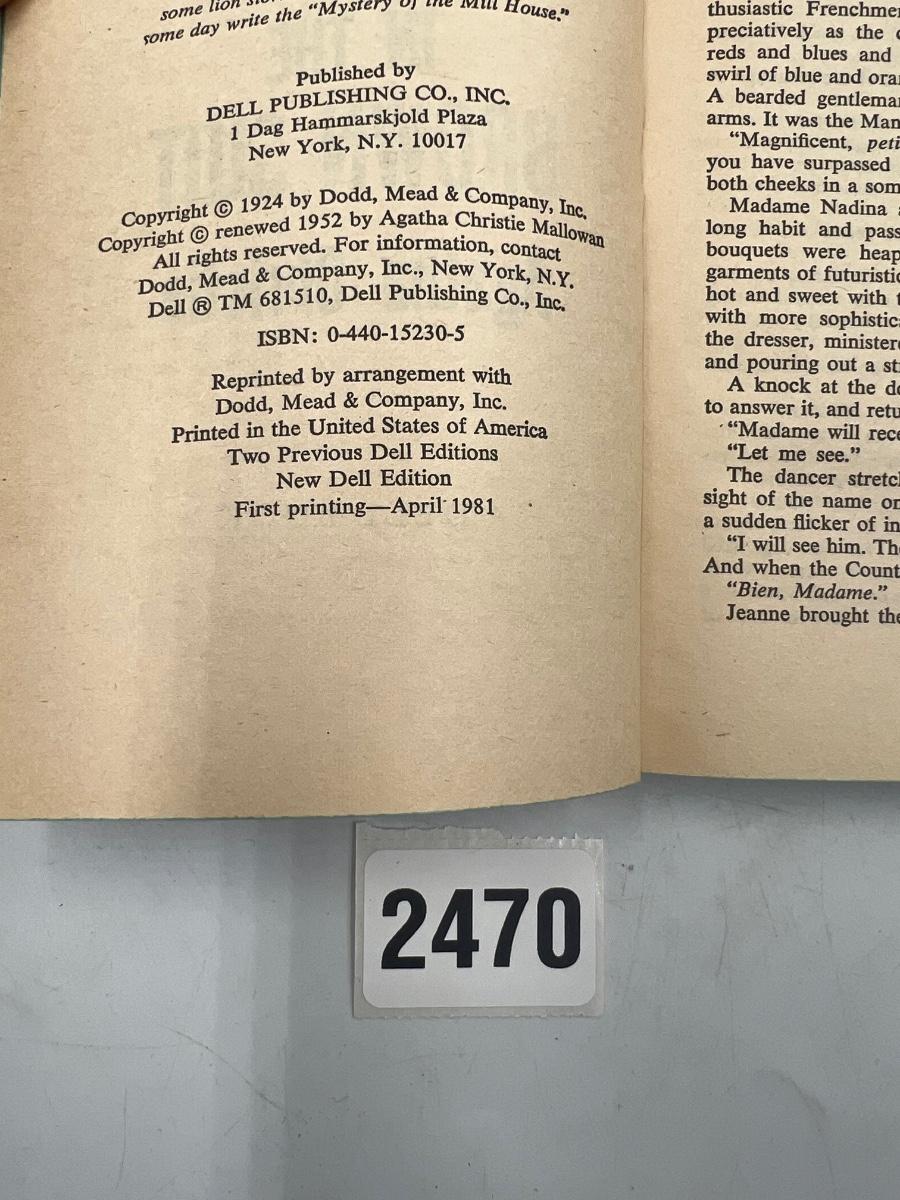 some lion
some day write the “Mystery of the Mill House.”
Published by
DELL PUBLISHING CO., INC.
1 Dag Hammarskjold Plaza
New York, N.Y. 10017
Copyright © 1924 by Dodd, Mead & Company, Inc.
Copyright © renewed 1952 by Agatha Christie Mallowan
All rights reserved. For information, contact
Dodd, Mead & Company, Inc., New York, N.Y.
Dell ® TM 681510, Dell Publishing Co., Inc.
ISBN: 0-440-15230-5
Reprinted by arrangement with
Dodd, Mead & Company, Inc.
Printed in the United States of America
Two Previous Dell Editions
New Dell Edition
First printing—April 1981
thusiastic Frenchme
preciatively as the
reds and blues and
swirl of blue and ora
A bearded gentlema
arms. It was the Man
“Magnificent, peti
you have surpassed
both cheeks in a som
Madame Nadina
long habit and pass
bouquets were heap
garments of futuristic
hot and sweet with t
with more sophistic
the dresser, ministere
and pouring out a st
A knock at the do
to answer it, and retu
“Madame will rece
“Let me see.”
The dancer stretch
sight of the name on
a sudden flicker of in
“I will see him. The
And when the Count
“Bien, Madame.”
Jeanne brought the
2470